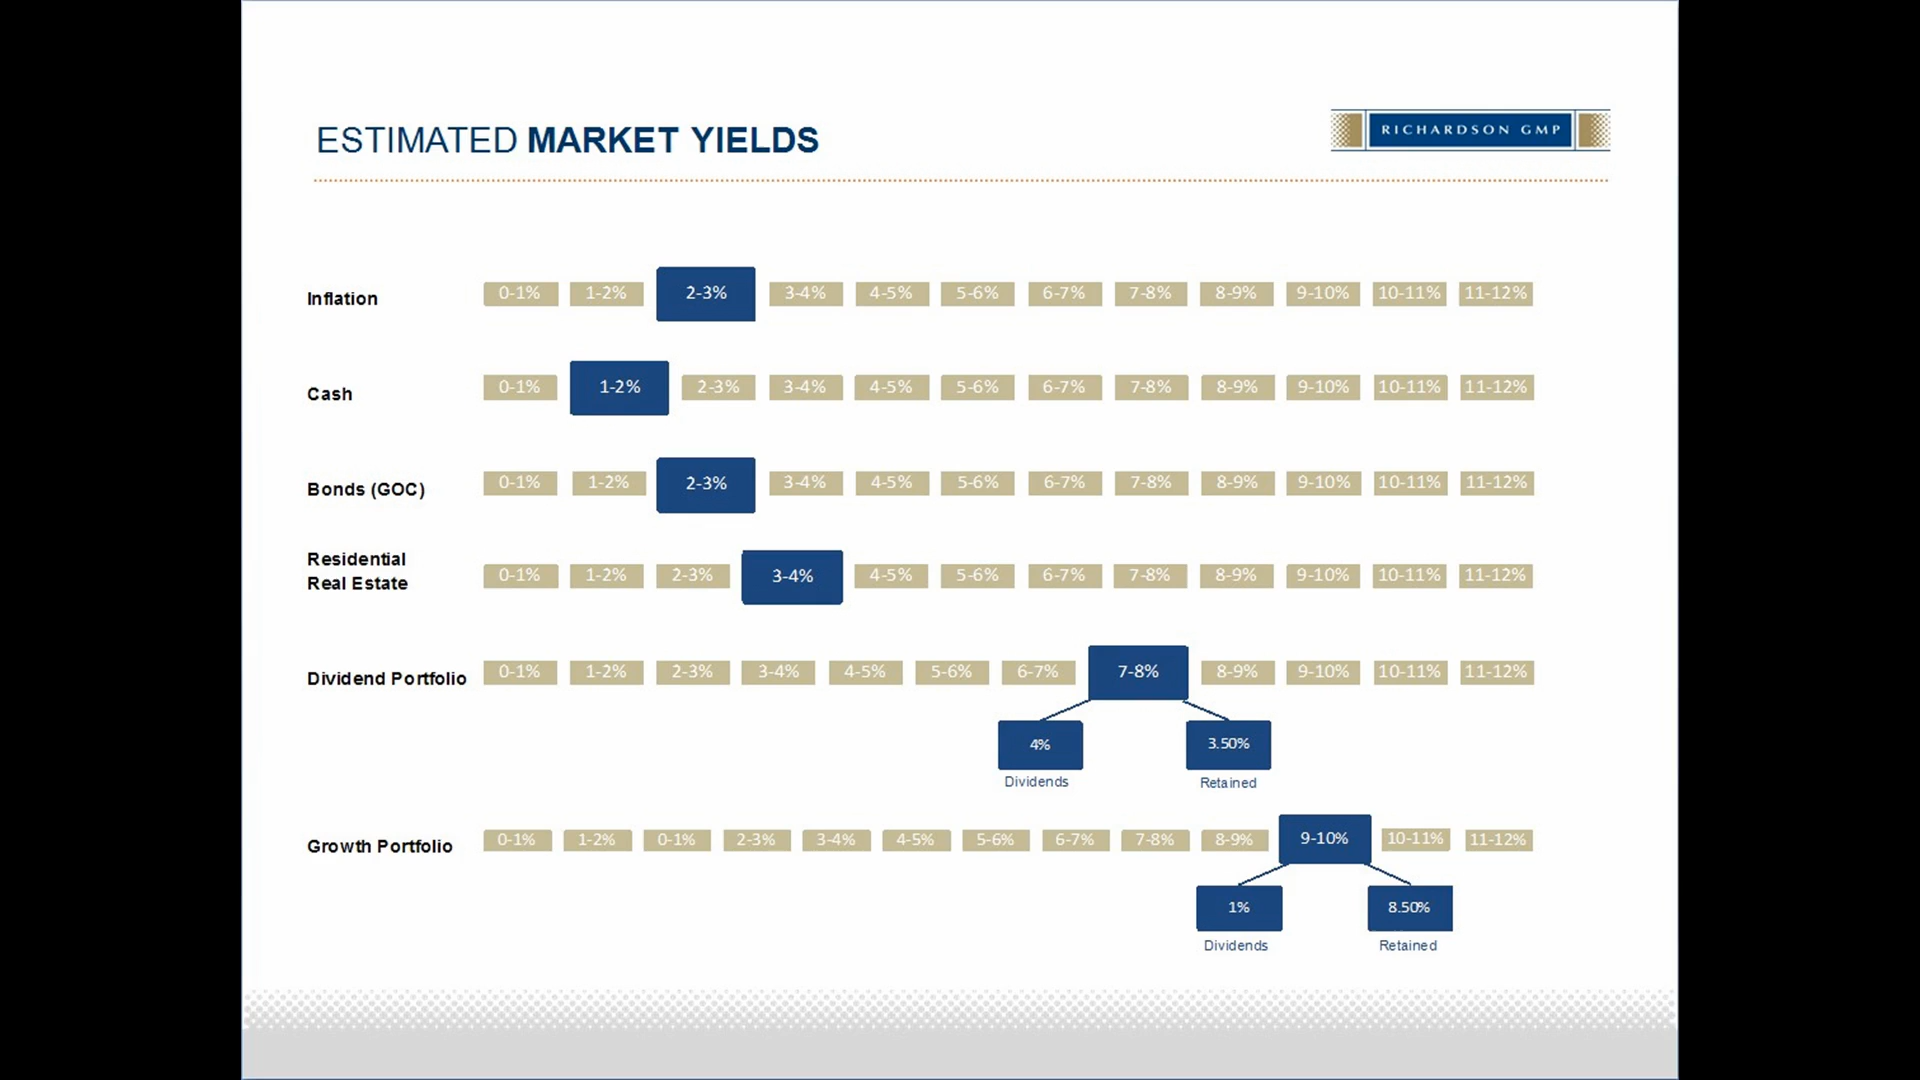 ESTIMATED MARKET YIELDS
RICHARDSON GMP
Inflation 0-1% 1-2% 2-3% 3-4% 4-5% 5-6% 6-7% 7-8% 8-9% 9-10% 10-11% 11-12%
Cash 0-1% 1-2% 2-3% 3-4% 4-5% 5-6% 6-7% 7-8% 8-9% 9-10% 10-11% 11-12%
Bonds (GOC) 0-1% 1-2% 2-3% 3-4% 4-5% 5-6% 6-7% 7-8% 8-9% 9-10% 10-11% 11-12%
Residential
Real Estate 0-1% 1-2% 2-3% 3-4% 4-5% 5-6% 6-7% 7-8% 8-9% 9-10% 10-11% 11-12%
Dividend Portfolio 0-1% 1-2% 2-3% 3-4% 4-5% 5-6% 6-7% 7-8% 8-9% 9-10% 10-11% 11-12%
4% 3.50%
Dividends Retained
Growth Portfolio 0-1% 1-2% 0-1% 2-3% 3-4% 4-5% 5-6% 6-7% 7-8% 8-9% 9-10% 10-11% 11-12%
1% 8.50%
Dividends Retained